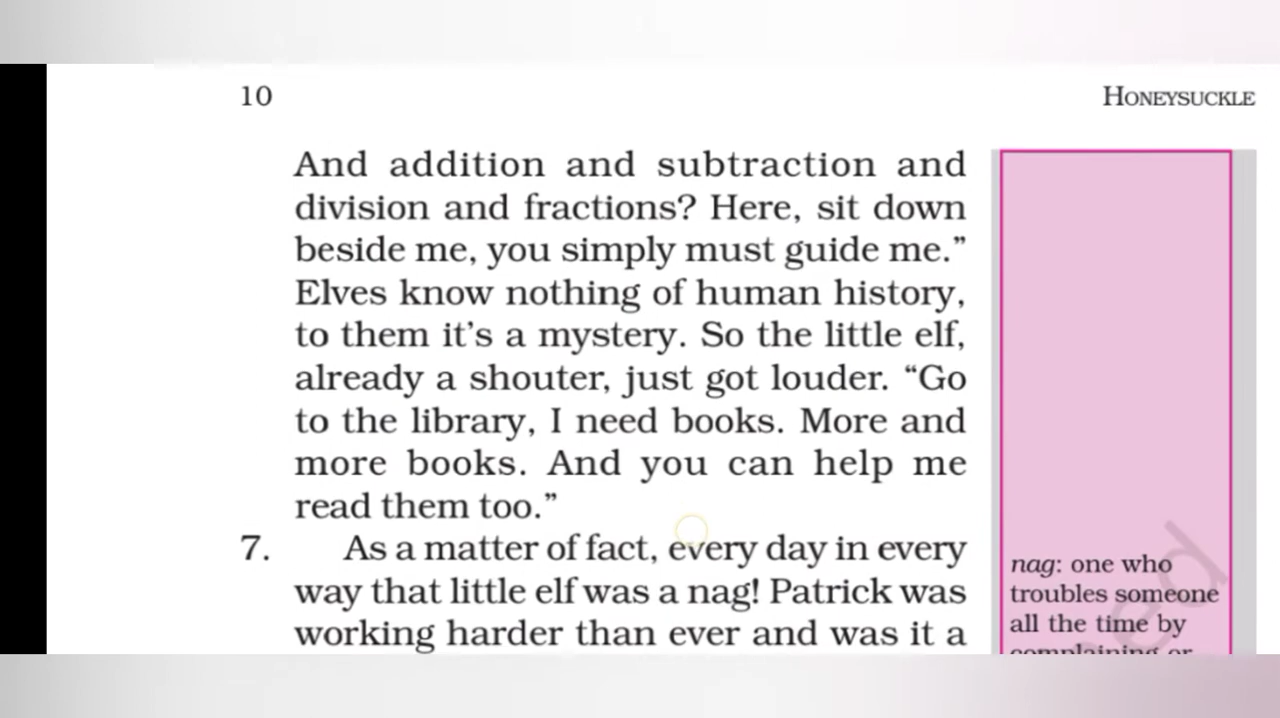 10
HONEYSUCKLE
And addition and subtraction and
division and fractions? Here, sit down
beside me, you simply must guide me.”
Elves know nothing of human history,
to them it’s a mystery. So the little elf,
already a shouter, just got louder. “Go
to the library, I need books. More and
more books. And you can help me
read them too.”
7. As a matter of fact, every day in every
way that little elf was a nag! Patrick was
working harder than ever and was it a
nag: one who
troubles someone
all the time by
complaining or